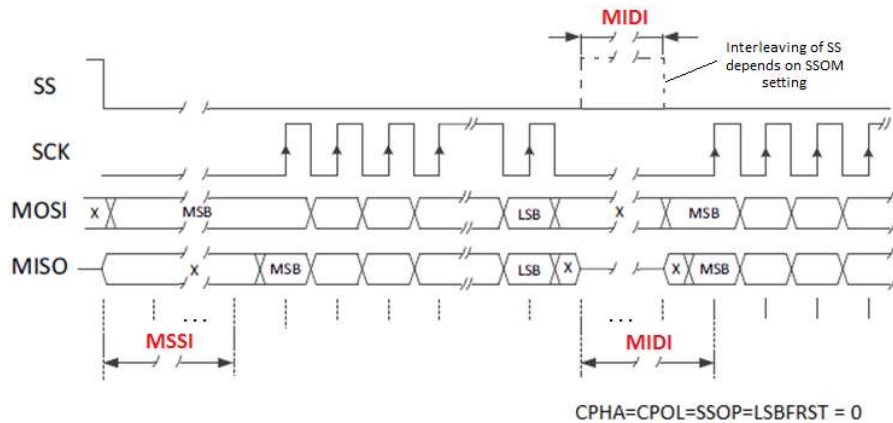 MIDI
Interleaving of SS
depends on SSOM
setting
SS
SCK
MOSI X MSB LSB X MSB
MISO X MSB LSB X X MSB
... ...
MSSI MIDI
CPHA=CPOL=SSOP=LSBFRST = 0